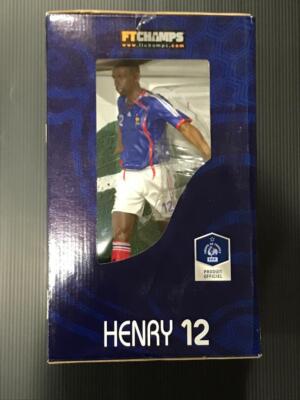 FTCHAMPS
www.ftchamps.com
12
12
FFF
PRODUIT
OFFICIEL
HENRY 12